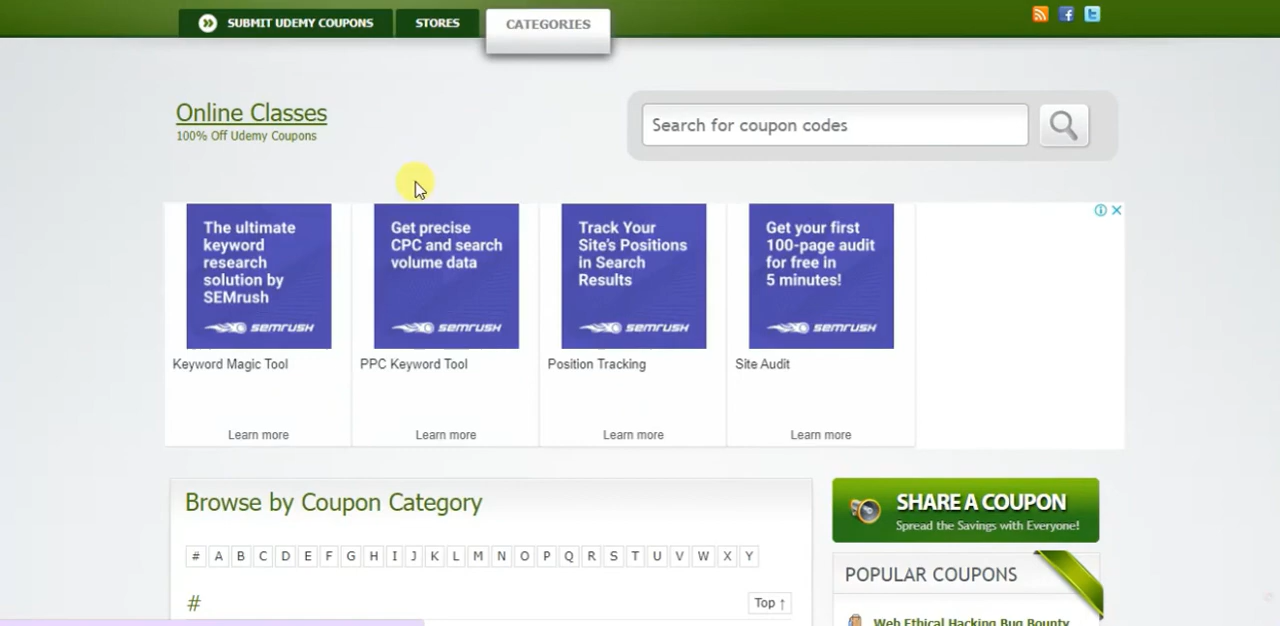 SUBMIT UDEMY COUPONS
STORES
CATEGORIES
Online Classes
100% Off Udemy Coupons
Search for coupon codes
The ultimate
keyword
research
solution by
SEMrush
semrush
Keyword Magic Tool
Learn more
Get precise
CPC and search
volume data
semrush
PPC Keyword Tool
Learn more
Track Your
Site's Positions
in Search
Results
semrush
Position Tracking
Learn more
Get your first
100-page audit
for free in
5 minutes!
semrush
Site Audit
Learn more
Browse by Coupon Category
# A B C D E F G H I J K L M N O P Q R S T U V W X Y
#
Top ↑
SHARE A COUPON
Spread the Savings with Everyone!
POPULAR COUPONS
Web Ethical Hacking Bug Bounty